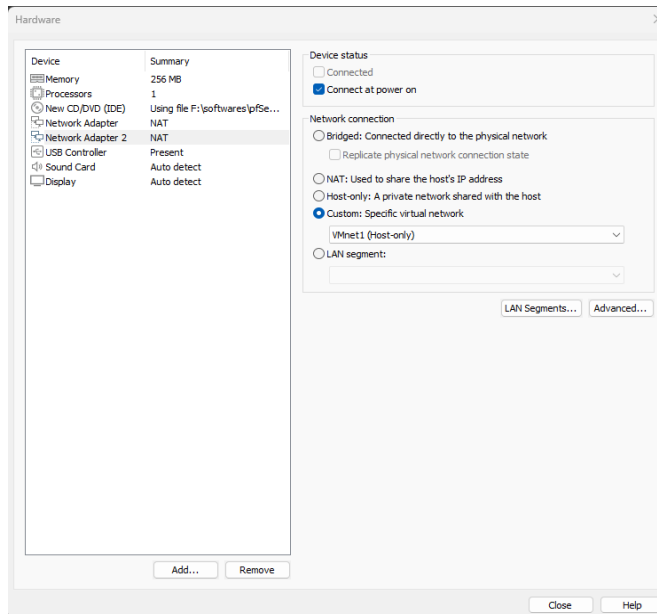 Hardware
Device Summary
Memory 256 MB
Processors 1
New CD/DVD (IDE) Using file F:\softwares\pfSe...
Network Adapter NAT
Network Adapter 2 NAT
USB Controller Present
Sound Card Auto detect
Display Auto detect
Add... Remove
Device status
Connected
Connect at power on
Network connection
Bridged: Connected directly to the physical network
Replicate physical network connection state
NAT: Used to share the host's IP address
Host-only: A private network shared with the host
Custom: Specific virtual network
VMnet1 (Host-only)
LAN segment:
LAN Segments... Advanced...
Close Help